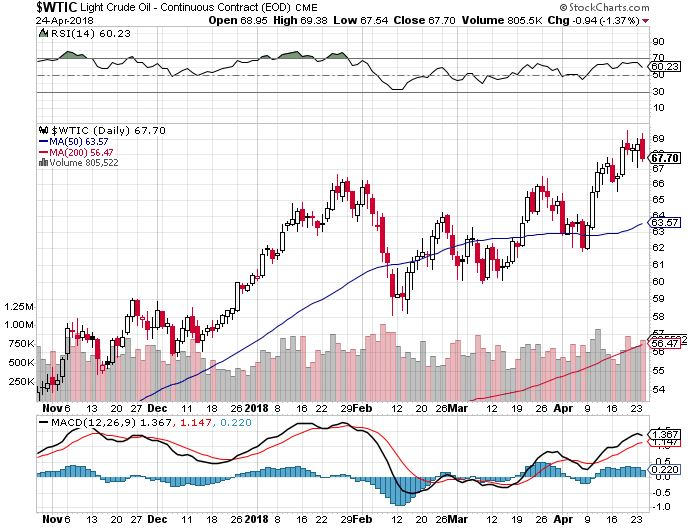 $WTIC Light Crude Oil - Continuous Contract (EOD) CME © StockCharts.com
24-Apr-2018 Open 68.95 High 69.38 Low 67.54 Close 67.70 Volume 805.5K Chg -0.94 (-1.37%)
RSI(14) 60.23
90
70
60.23
50
30
10
$WTIC (Daily) 67.70
MA(50) 63.57
MA(200) 56.47
Volume 805,522
69
67.70
67
66
65
64
63.57
63
62
61
60
59
58
57
56.47
56
55
54
1.25M
1.00M
750K
500K
250K
Nov 6 13 20 27 Dec 11 18 26 2018 8 16 22 29 Feb 12 20 26 Mar 12 19 26 Apr 9 16 23
MACD(12,26,9) 1.367, 1.147, 0.220
1.367
1.147
0.5
0.220
0.0
-0.5
-1.0
Nov 6 13 20 27 Dec 11 18 26 2018 8 16 22 29 Feb 12 20 26 Mar 12 19 26 Apr 9 16 23